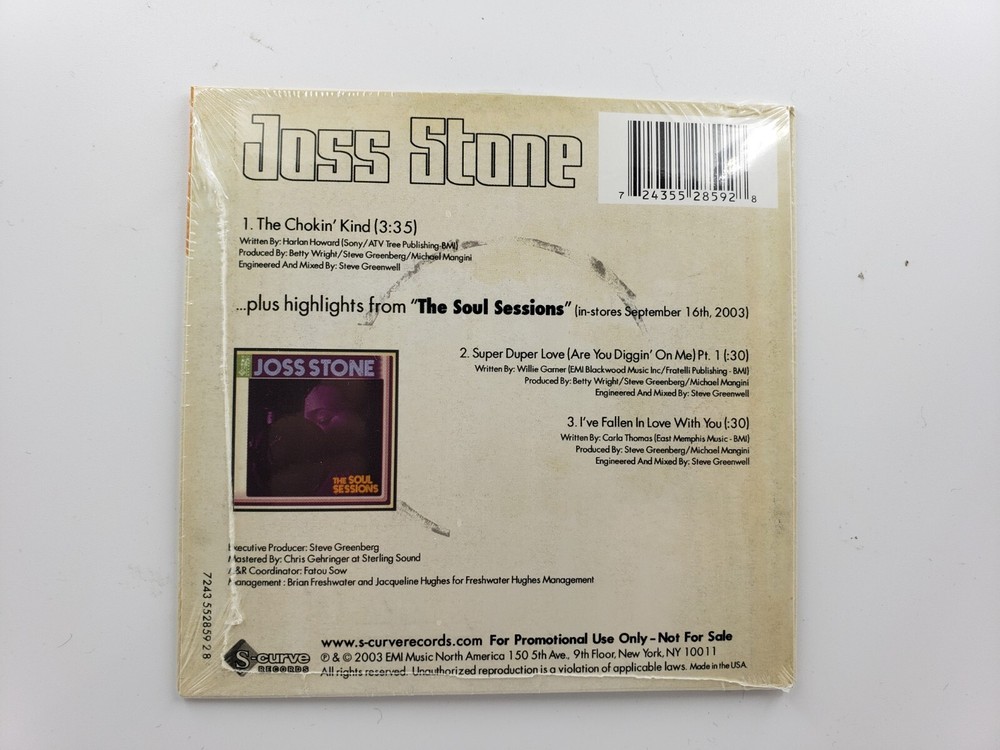 Joss Stone
7 24355 28592 8
1. The Chokin' Kind (3:35)
Written By: Harlan Howard (Sony/ATV Tree Publishing-BMI)
Produced By: Betty Wright/Steve Greenberg/Michael Mangini
Engineered And Mixed By: Steve Greenwell
...plus highlights from "The Soul Sessions" (in-stores September 16th, 2003)
JOSS STONE
THE SOUL
SESSIONS
2. Super Duper Love (Are You Diggin' On Me) Pt. 1 (:30)
Written By: Willie Garner (EMI Blackwood Music Inc/Fratelli Publishing - BMI)
Produced By: Betty Wright/Steve Greenberg/Michael Mangini
Engineered And Mixed By: Steve Greenwell
3. I've Fallen In Love With You (:30)
Written By: Carla Thomas (East Memphis Music - BMI)
Produced By: Steve Greenberg/Michael Mangini
Engineered And Mixed By: Steve Greenwell
Executive Producer: Steve Greenberg
Mastered By: Chris Gehringer at Sterling Sound
A&R Coordinator: Fatou Sow
Management : Brian Freshwater and Jacqueline Hughes for Freshwater Hughes Management
7243 552859 2 8
S-curve
RECORDS
www.s-curverecords.com For Promotional Use Only - Not For Sale
℗ & © 2003 EMI Music North America 150 5th Ave., 9th Floor, New York, NY 10011
All rights reserved. Unauthorized reproduction is a violation of applicable laws. Made in the USA.